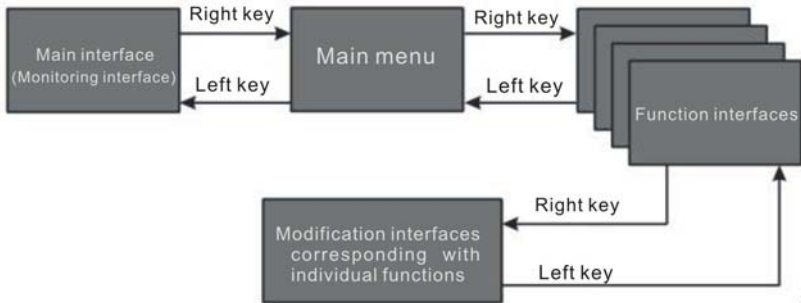 Right key
Right key
Main interface
(Monitoring interface)
Main menu
Left key
Left key
Function interfaces
Right key
Modification interfaces
corresponding with
individual functions
Left key